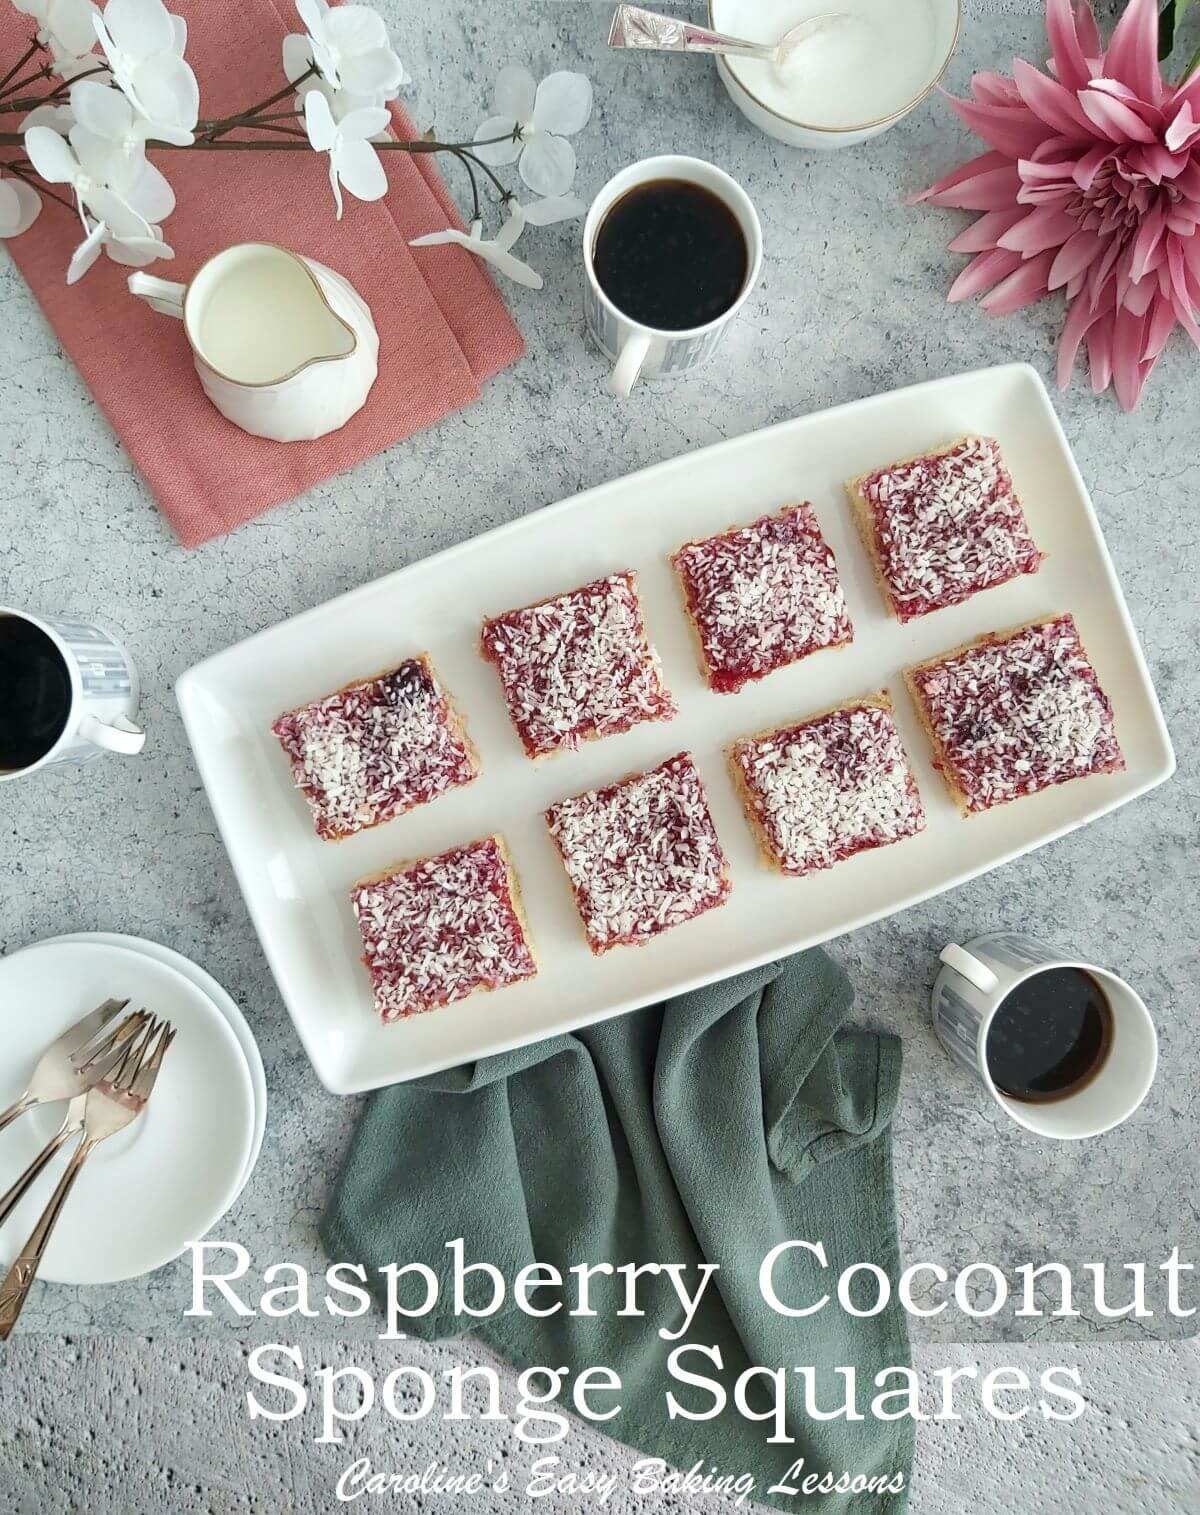 Raspberry Coconut
Sponge Squares
Caroline's Easy Baking Lessons